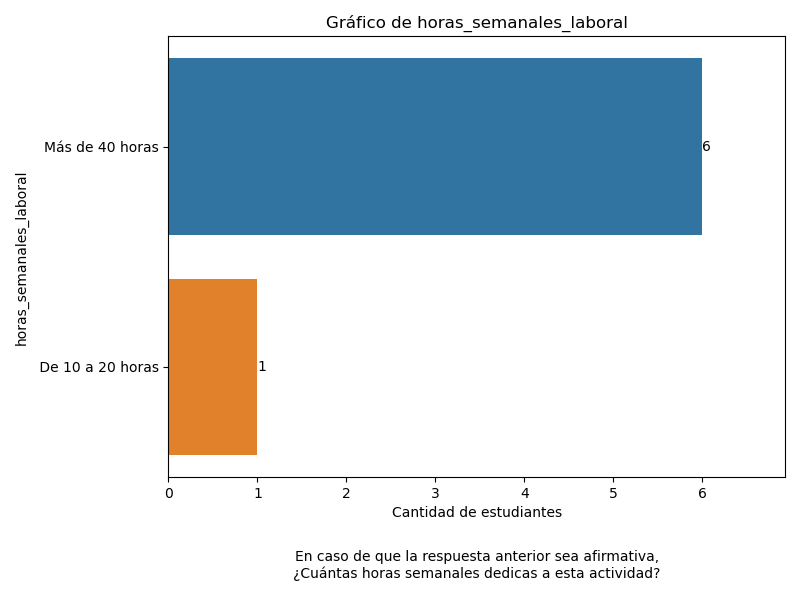 Gráfico de horas_semanales_laboral
horas_semanales_laboral
Más de 40 horas
6
De 10 a 20 horas
1
0 1 2 3 4 5 6
Cantidad de estudiantes
En caso de que la respuesta anterior sea afirmativa,
¿Cuántas horas semanales dedicas a esta actividad?